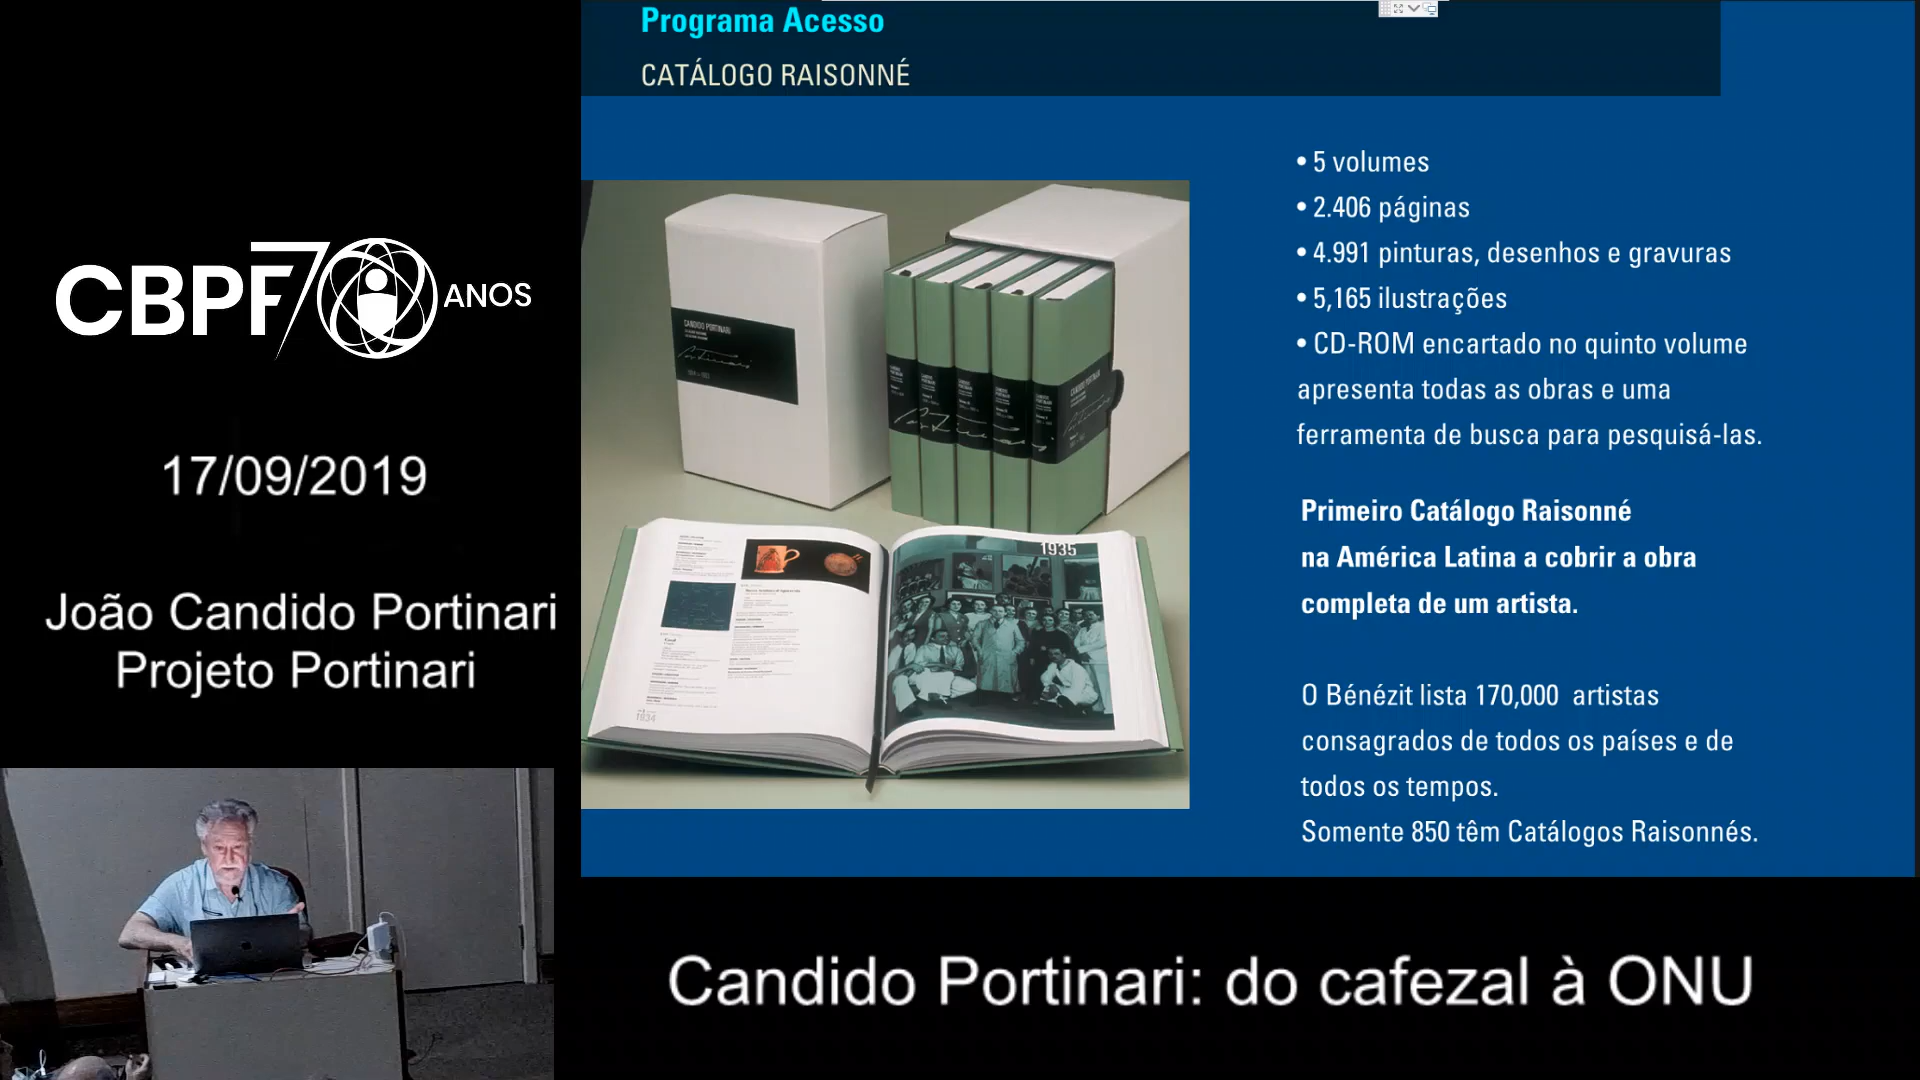 Programa Acesso
CATÁLOGO RAISONNÉ
CBPF 70 ANOS
17/09/2019
João Candido Portinari
Projeto Portinari
• 5 volumes
• 2.406 páginas
• 4.991 pinturas, desenhos e gravuras
• 5,165 ilustrações
• CD-ROM encartado no quinto volume
apresenta todas as obras e uma
ferramenta de busca para pesquisá-las.
Primeiro Catálogo Raisonné
na América Latina a cobrir a obra
completa de um artista.
O Bénézit lista 170,000 artistas
consagrados de todos os países e de
todos os tempos.
Somente 850 têm Catálogos Raisonnés.
CANDIDO PORTINARI
1935
1934
Candido Portinari: do cafezal à ONU